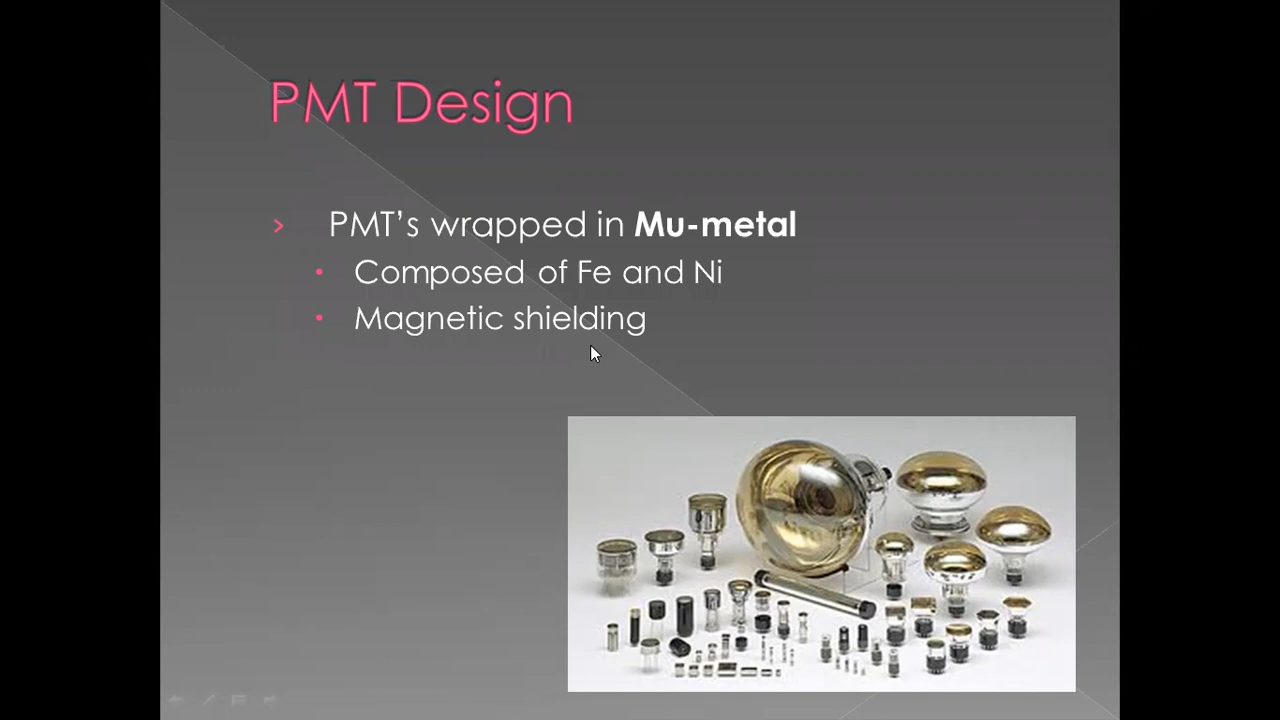 PMT Design
PMT's wrapped in Mu-metal
Composed of Fe and Ni
Magnetic shielding